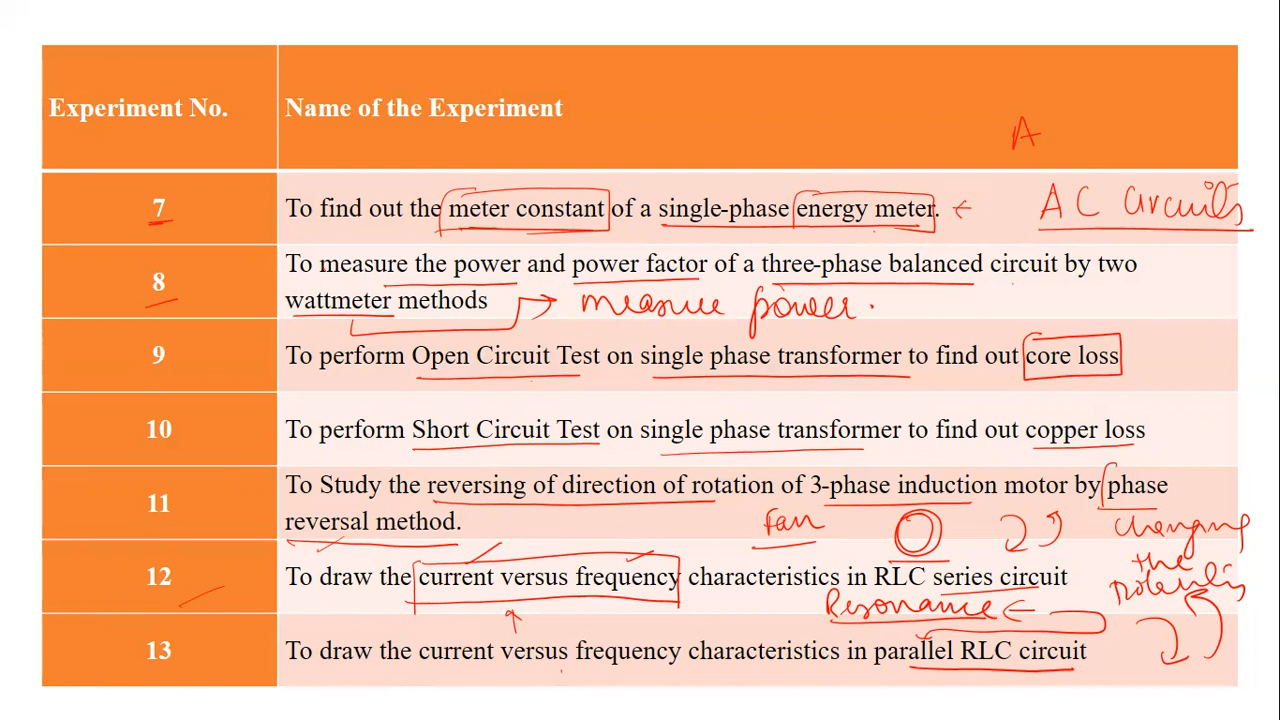 Experiment No. Name of the Experiment
A
7 To find out the meter constant of a single-phase energy meter. AC Circuits
8 To measure the power and power factor of a three-phase balanced circuit by two
wattmeter methods measure power.
9 To perform Open Circuit Test on single phase transformer to find out core loss
10 To perform Short Circuit Test on single phase transformer to find out copper loss
11 To Study the reversing of direction of rotation of 3-phase induction motor by phase
reversal method. Fan changing
the
12 To draw the current versus frequency characteristics in RLC series circuit
Resonance
13 To draw the current versus frequency characteristics in parallel RLC circuit